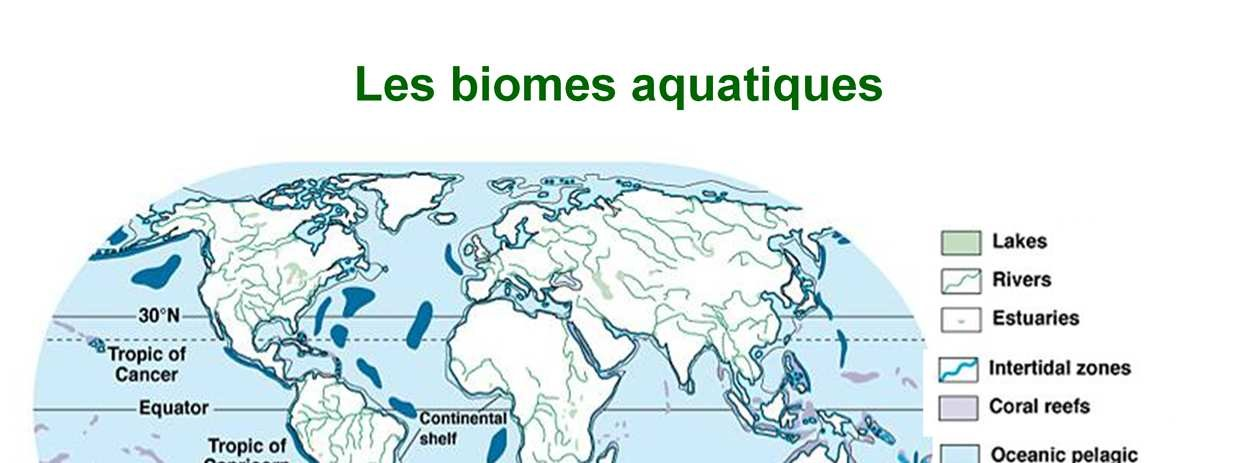 Les biomes aquatiques
Lakes
Rivers
Estuaries
Intertidal zones
Coral reefs
Oceanic pelagic
30°N
Tropic of
Cancer
Equator
Continental
shelf
Tropic of
Capricorn